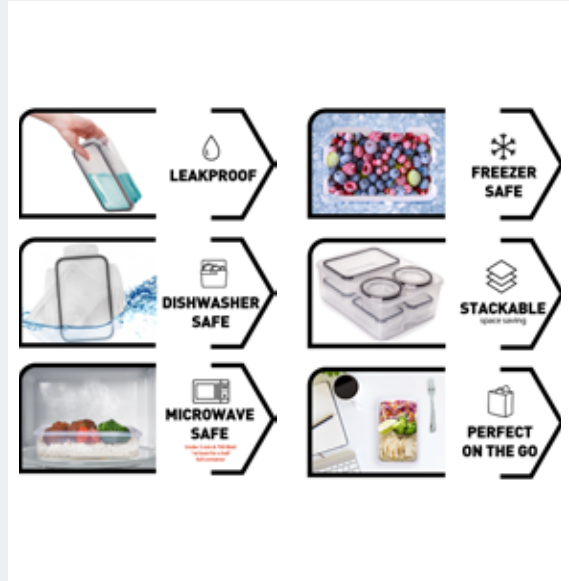 LEAKPROOF
FREEZER
SAFE
DISHWASHER
SAFE
STACKABLE
space saving
MICROWAVE
SAFE
PERFECT
ON THE GO